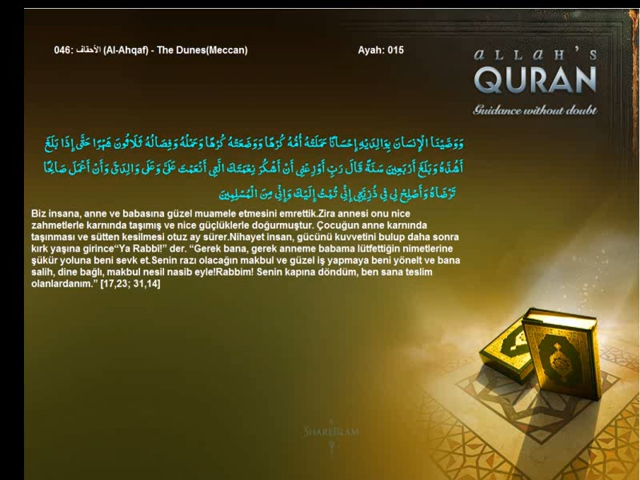 046: الأحقاف (Al-Ahqaf) - The Dunes(Meccan)
Ayah: 015
ALLAH'S
QURAN
Guidance without doubt
وَوَصَّيْنَا الْإِنسَانَ بِوَالِدَيْهِ إِحْسَانًا حَمَلَتْهُ أُمُّهُ كُرْهًا وَوَضَعَتْهُ كُرْهًا وَحَمْلُهُ وَفِصَالُهُ ثَلَاثُونَ شَهْرًا حَتَّى إِذَا بَلَغَ
أَشُدَّهُ وَبَلَغَ أَرْبَعِينَ سَنَةً قَالَ رَبِّ أَوْزِعْنِي أَنْ أَشْكُرَ نِعْمَتَكَ الَّتِي أَنْعَمْتَ عَلَيَّ وَعَلَى وَالِدَيَّ وَأَنْ أَعْمَلَ صَالِحًا
تَرْضَاهُ وَأَصْلِحْ لِي فِي ذُرِّيَّتِي إِنِّي تُبْتُ إِلَيْكَ وَإِنِّي مِنَ الْمُسْلِمِينَ
Biz insana, anne ve babasına güzel muamele etmesini emrettik.Zira annesi onu nice
zahmetlerle karnında taşımış ve nice güçlüklerle doğurmuştur. Çocuğun anne karnında
taşınması ve sütten kesilmesi otuz ay sürer.Nihayet insan, gücünü kuvvetini bulup daha sonra
kırk yaşına girince“Ya Rabbi!” der. “Gerek bana, gerek anneme babama lütfettiğin nimetlerine
şükür yoluna beni sevk et.Senin razı olacağın makbul ve güzel iş yapmaya beni yönelt ve bana
salih, dine bağlı, makbul nesil nasib eyle!Rabbim! Senin kapına döndüm, ben sana teslim
olanlardanım.” [17,23; 31,14]
SHAREISLAM